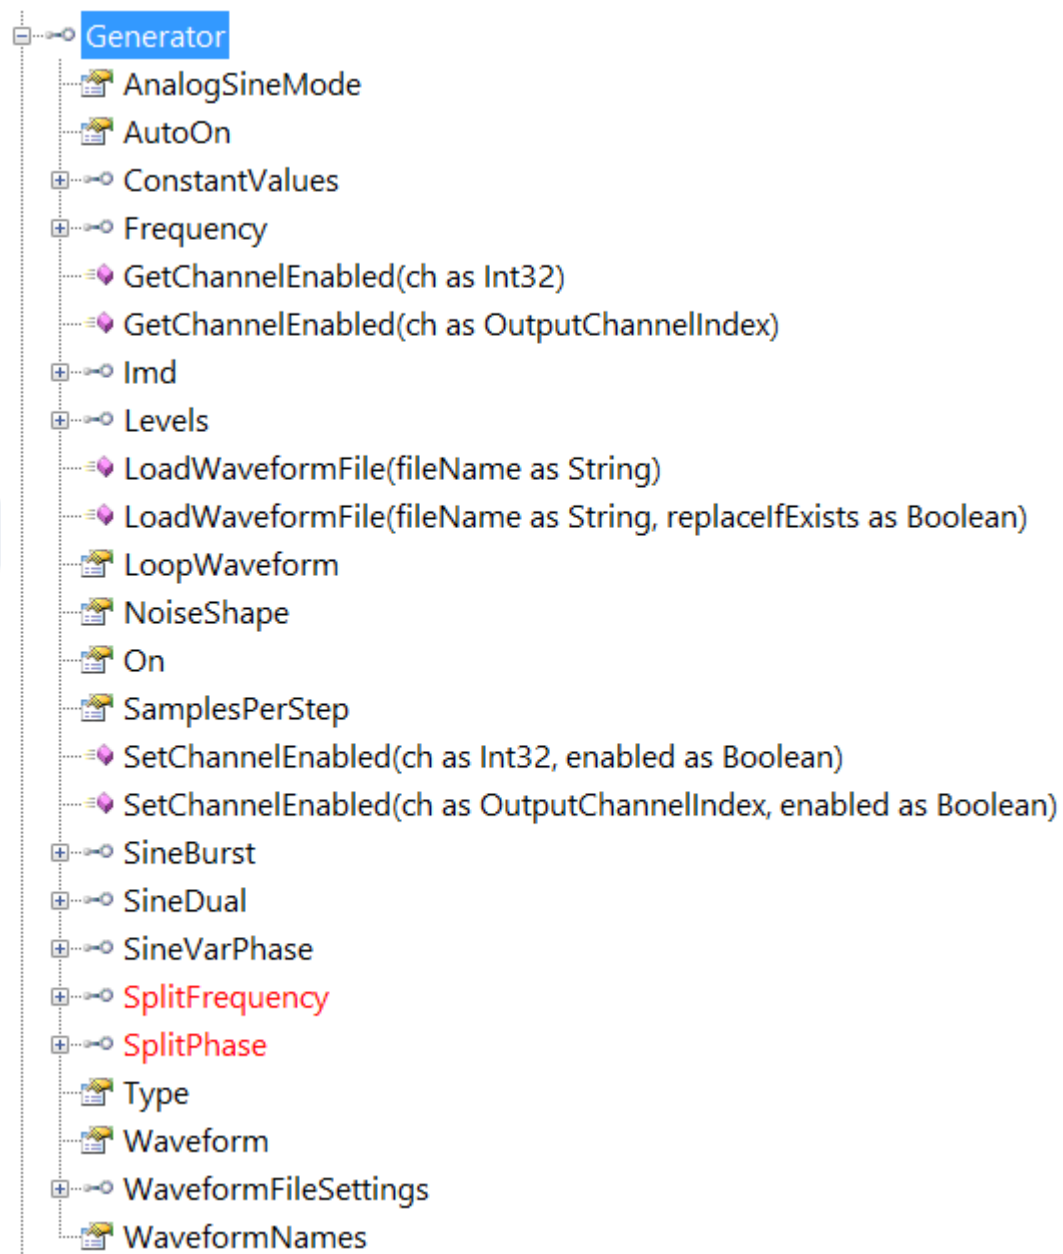 Generator
AnalogSineMode
AutoOn
ConstantValues
Frequency
GetChannelEnabled(ch as Int32)
GetChannelEnabled(ch as OutputChannelIndex)
Imd
Levels
LoadWaveformFile(fileName as String)
LoadWaveformFile(fileName as String, replaceIfExists as Boolean)
LoopWaveform
NoiseShape
On
SamplesPerStep
SetChannelEnabled(ch as Int32, enabled as Boolean)
SetChannelEnabled(ch as OutputChannelIndex, enabled as Boolean)
SineBurst
SineDual
SineVarPhase
SplitFrequency
SplitPhase
Type
Waveform
WaveformFileSettings
WaveformNames